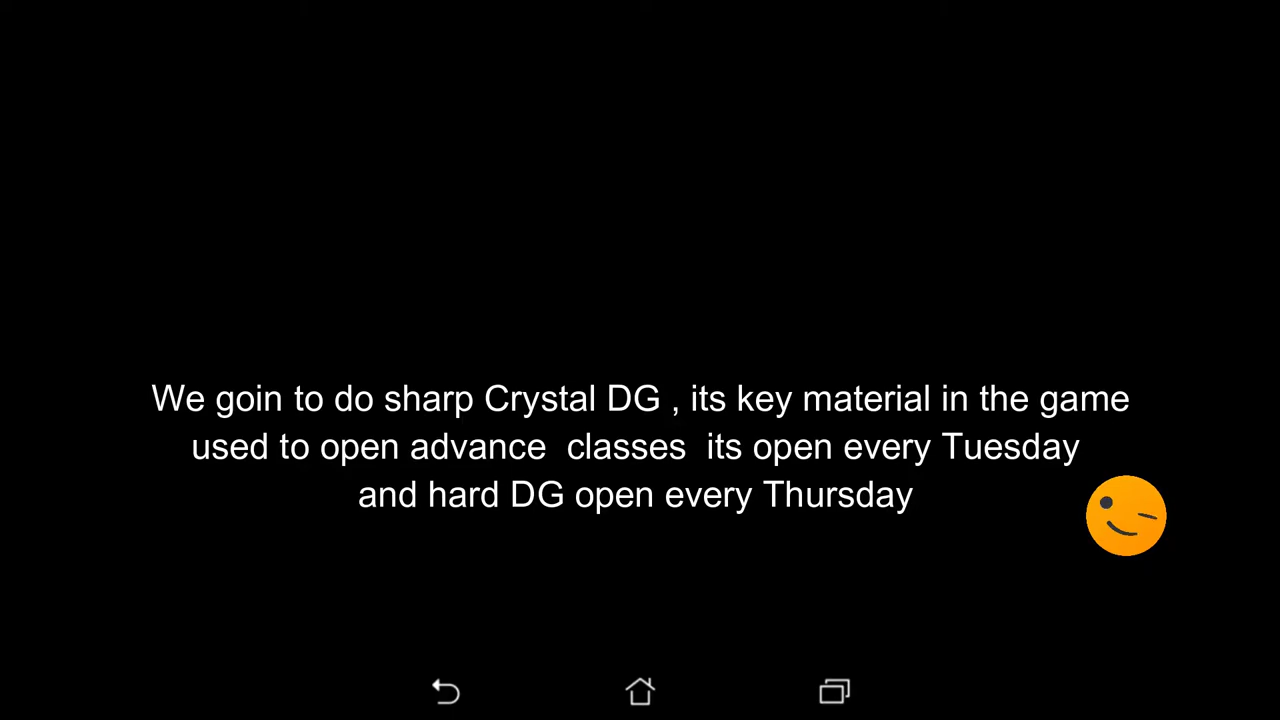 We goin to do sharp Crystal DG , its key material in the game
used to open advance  classes  its open every Tuesday
and hard DG open every Thursday